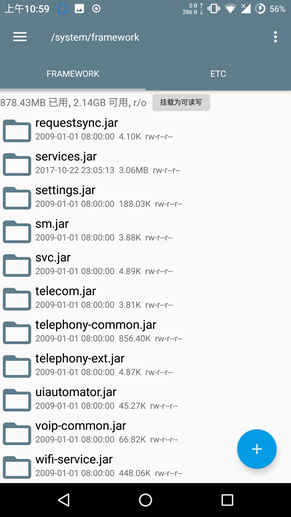 上午10:59
0 B↑
286 B↓
56%
/system/framework
FRAMEWORK
ETC
878.43MB 已用, 2.14GB 可用, r/o
挂载为可读写
requestsync.jar
2009-01-01 08:00:00 4.10K rw-r--r--
services.jar
2017-10-22 23:05:13 3.06MB rw-r--r--
settings.jar
2009-01-01 08:00:00 188.03K rw-r--r--
sm.jar
2009-01-01 08:00:00 3.88K rw-r--r--
svc.jar
2009-01-01 08:00:00 4.89K rw-r--r--
telecom.jar
2009-01-01 08:00:00 3.81K rw-r--r--
telephony-common.jar
2009-01-01 08:00:00 856.40K rw-r--r--
telephony-ext.jar
2009-01-01 08:00:00 4.87K rw-r--r--
uiautomator.jar
2009-01-01 08:00:00 45.27K rw-r--r--
voip-common.jar
2009-01-01 08:00:00 66.82K rw-r--r--
wifi-service.jar
2009-01-01 08:00:00 448.06K rw-r--r--